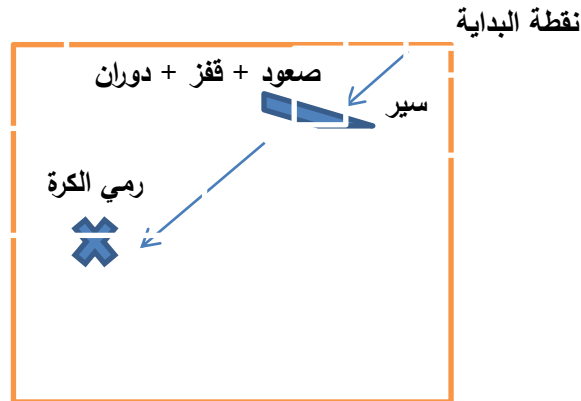 نقطة البداية
صعود + قفز + دوران
سير
رمي الكرة